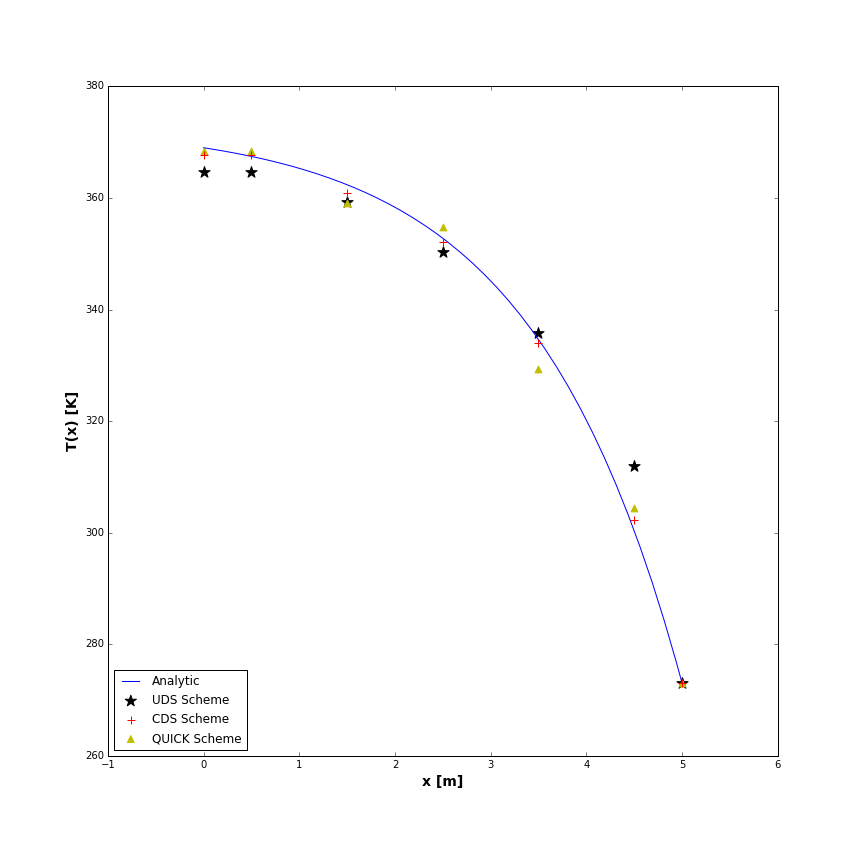 380
360
340
320
300
280
260
T(x) [K]
Analytic
UDS Scheme
CDS Scheme
QUICK Scheme
−1 0 1 2 3 4 5 6
x [m]